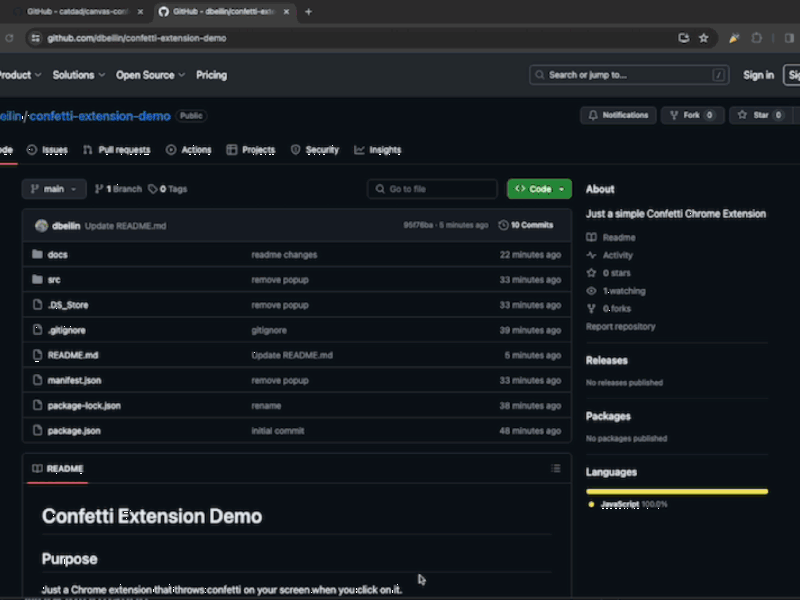 GitHub - catdad/canvas-con
GitHub - dbeilin/confetti-exte
github.com/dbeilin/confetti-extension-demo
Product Solutions Open Source Pricing
Search or jump to... /
Sign in Sig
eilin/confetti-extension-demo Public
Notifications Fork 0 Star 0
ode Issues Pull requests Actions Projects Security Insights
main 1 Branch 0 Tags
Go to file
Code
dbeilin Update README.md
95f76ba · 5 minutes ago 10 Commits
docs readme changes 22 minutes ago
src remove popup 33 minutes ago
.DS_Store remove popup 33 minutes ago
.gitignore gitignore 39 minutes ago
README.md Update README.md 5 minutes ago
manifest.json remove popup 33 minutes ago
package-lock.json rename 38 minutes ago
package.json initial commit 48 minutes ago
README
Confetti Extension Demo
Purpose
Just a Chrome extension that throws confetti on your screen when you click on it.
About
Just a simple Confetti Chrome Extension
Readme
Activity
0 stars
1 watching
0 forks
Report repository
Releases
No releases published
Packages
No packages published
Languages
JavaScript 100.0%